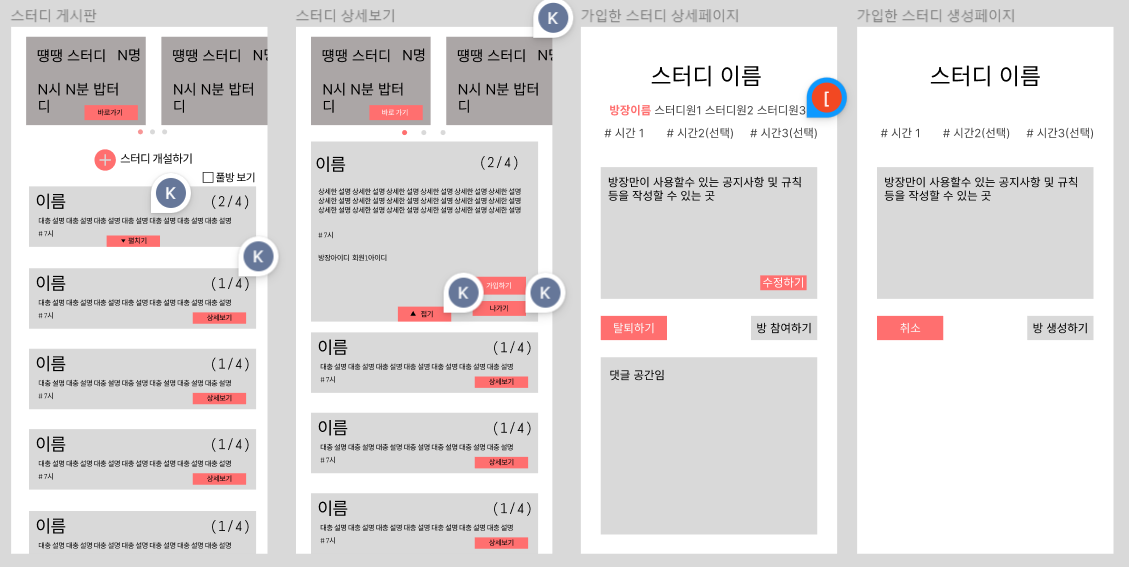 스터디 게시판
떙땡 스터디 N명
N시 N분 밥터
디
바로가기
떙땡 스터디 N
N시 N분 밥터
디
스터디 개설하기
풀방 보기
K
이름 (2/4)
대충 설명 대충 설명 대충 설명 대충 설명 대충 설명 대충 설명 대충 설명
# 7시
▼ 펼치기
K
이름 (1/4)
대충 설명 대충 설명 대충 설명 대충 설명 대충 설명 대충 설명 대충 설명
# 7시
상세보기
이름 (1/4)
대충 설명 대충 설명 대충 설명 대충 설명 대충 설명 대충 설명 대충 설명
# 7시
상세보기
이름 (1/4)
대충 설명 대충 설명 대충 설명 대충 설명 대충 설명 대충 설명 대충 설명
# 7시
상세보기
이름 (1/4)
대충 설명 대충 설명 대충 설명 대충 설명 대충 설명 대충 설명 대충 설명
스터디 상세보기
K
떙땡 스터디 N명
N시 N분 밥터
디
바로가기
떙땡 스터디 N
N시 N분 밥터
디
이름 (2/4)
상세한 설명 상세한 설명 상세한 설명 상세한 설명 상세한 설명 상세한 설명
상세한 설명 상세한 설명 상세한 설명 상세한 설명 상세한 설명 상세한 설명
상세한 설명 상세한 설명 상세한 설명 상세한 설명 상세한 설명 상세한 설명
# 7시
방장아이디 회원1아이디
K
가입하기
K
나가기
▲ 접기
이름 (1/4)
대충 설명 대충 설명 대충 설명 대충 설명 대충 설명 대충 설명 대충 설명
# 7시
상세보기
이름 (1/4)
대충 설명 대충 설명 대충 설명 대충 설명 대충 설명 대충 설명 대충 설명
# 7시
상세보기
이름 (1/4)
대충 설명 대충 설명 대충 설명 대충 설명 대충 설명 대충 설명 대충 설명
# 7시
상세보기
가입한 스터디 상세페이지
스터디 이름
방장이름 스터디원1 스터디원2 스터디원3
[
# 시간 1 # 시간2(선택) # 시간3(선택)
방장만이 사용할수 있는 공지사항 및 규칙
등을 작성할 수 있는 곳
수정하기
탈퇴하기 방 참여하기
댓글 공간임
가입한 스터디 생성페이지
스터디 이름
# 시간 1 # 시간2(선택) # 시간3(선택)
방장만이 사용할수 있는 공지사항 및 규칙
등을 작성할 수 있는 곳
취소 방 생성하기